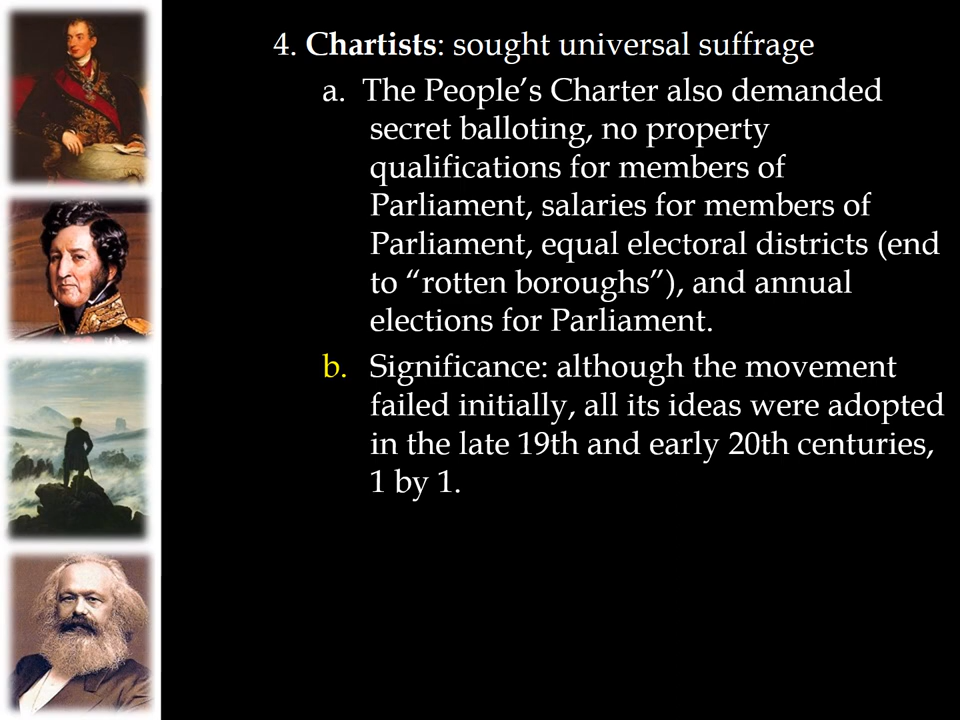 4. Chartists: sought universal suffrage
a. The People’s Charter also demanded
secret balloting, no property
qualifications for members of
Parliament, salaries for members of
Parliament, equal electoral districts (end
to “rotten boroughs”), and annual
elections for Parliament.
b. Significance: although the movement
failed initially, all its ideas were adopted
in the late 19th and early 20th centuries,
1 by 1.